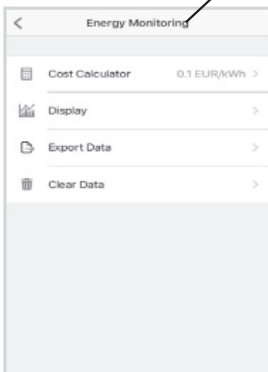 Energy Monitoring
Cost Calculator 0.1 EUR/kWh
Display
Export Data
Clear Data